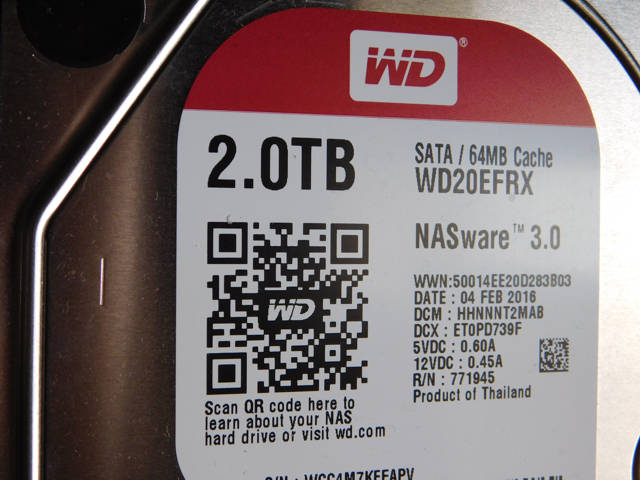 WD®
2.0TB
SATA / 64MB Cache
WD20EFRX
NASware™ 3.0
WWN:50014EE20D283B03
DATE : 04 FEB 2016
DCM : HHNNNT2MAB
DCX : ET0PD739F
5VDC : 0.60A
12VDC : 0.45A
R/N : 771945
Product of Thailand
WD
Scan QR code here to
learn about your NAS
hard drive or visit wd.com